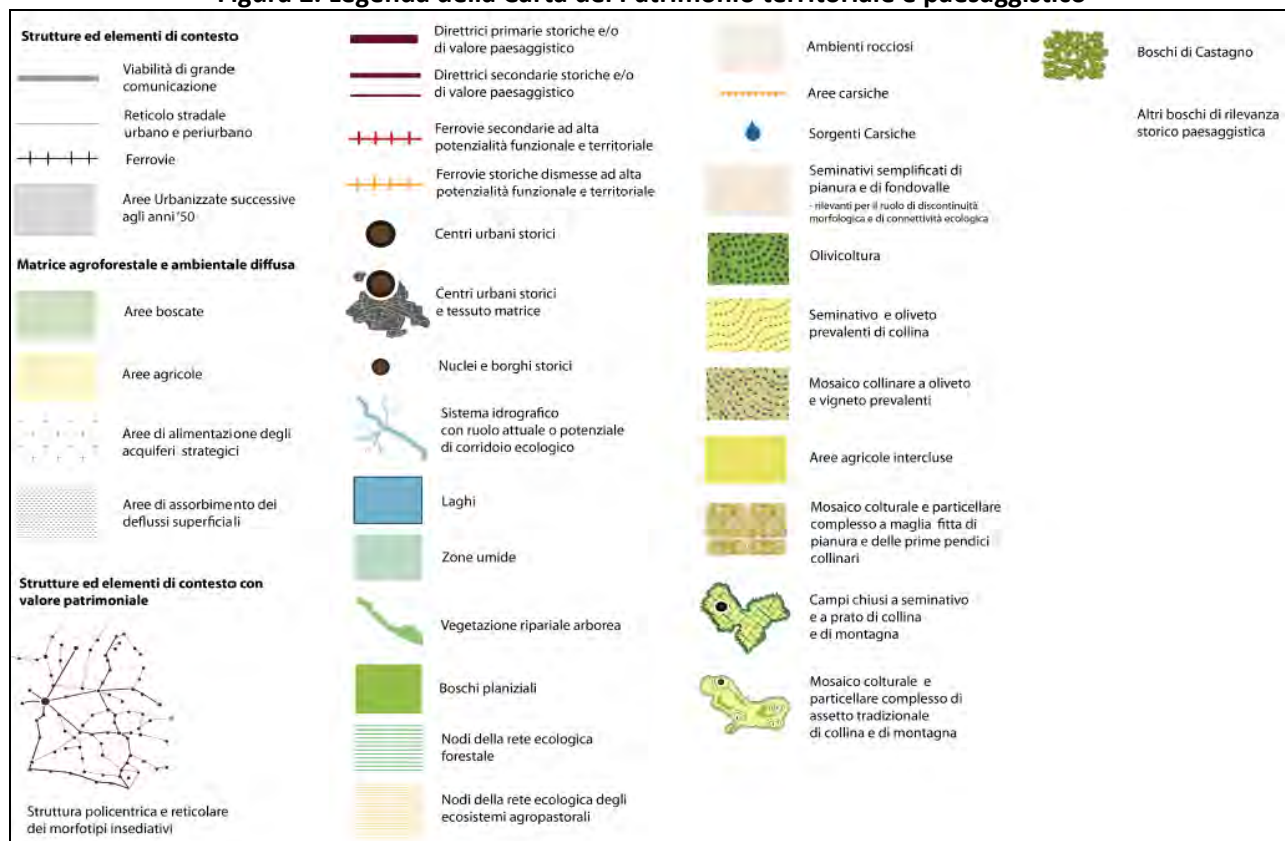 Figura 2. Legenda della Carta del Patrimonio territoriale e paesaggistico
Strutture ed elementi di contesto
Viabilità di grande
comunicazione
Reticolo stradale
urbano e periurbano
Ferrovie
Aree Urbanizzate successive
agli anni '50
Matrice agroforestale e ambientale diffusa
Aree boscate
Aree agricole
Aree di alimentazione degli
acquiferi strategici
Aree di assorbimento dei
deflussi superficiali
Strutture ed elementi di contesto con
valore patrimoniale
Struttura policentrica e reticolare
dei morfotipi insediativi
Direttrici primarie storiche e/o
di valore paesaggistico
Direttrici secondarie storiche e/o
di valore paesaggistico
Ferrovie secondarie ad alta
potenzialità funzionale e territoriale
Ferrovie storiche dismesse ad alta
potenzialità funzionale e territoriale
Centri urbani storici
Centri urbani storici
e tessuto matrice
Nuclei e borghi storici
Sistema idrografico
con ruolo attuale o potenziale
di corridoio ecologico
Laghi
Zone umide
Vegetazione ripariale arborea
Boschi planiziali
Nodi della rete ecologica
forestale
Nodi della rete ecologica degli
ecosistemi agropastorali
Ambienti rocciosi
Aree carsiche
Sorgenti Carsiche
Seminativi semplificati di
pianura e di fondovalle
- rilevanti per il ruolo di discontinuità
morfologica e di connettività ecologica
Olivicoltura
Seminativo e oliveto
prevalenti di collina
Mosaico collinare a oliveto
e vigneto prevalenti
Aree agricole intercluse
Mosaico colturale e particellare
complesso a maglia fitta di
pianura e delle prime pendici
collinari
Campi chiusi a seminativo
e a prato di collina
e di montagna
Mosaico colturale e
particellare complesso di
assetto tradizionale
di collina e di montagna
Boschi di Castagno
Altri boschi di rilevanza
storico paesaggistica